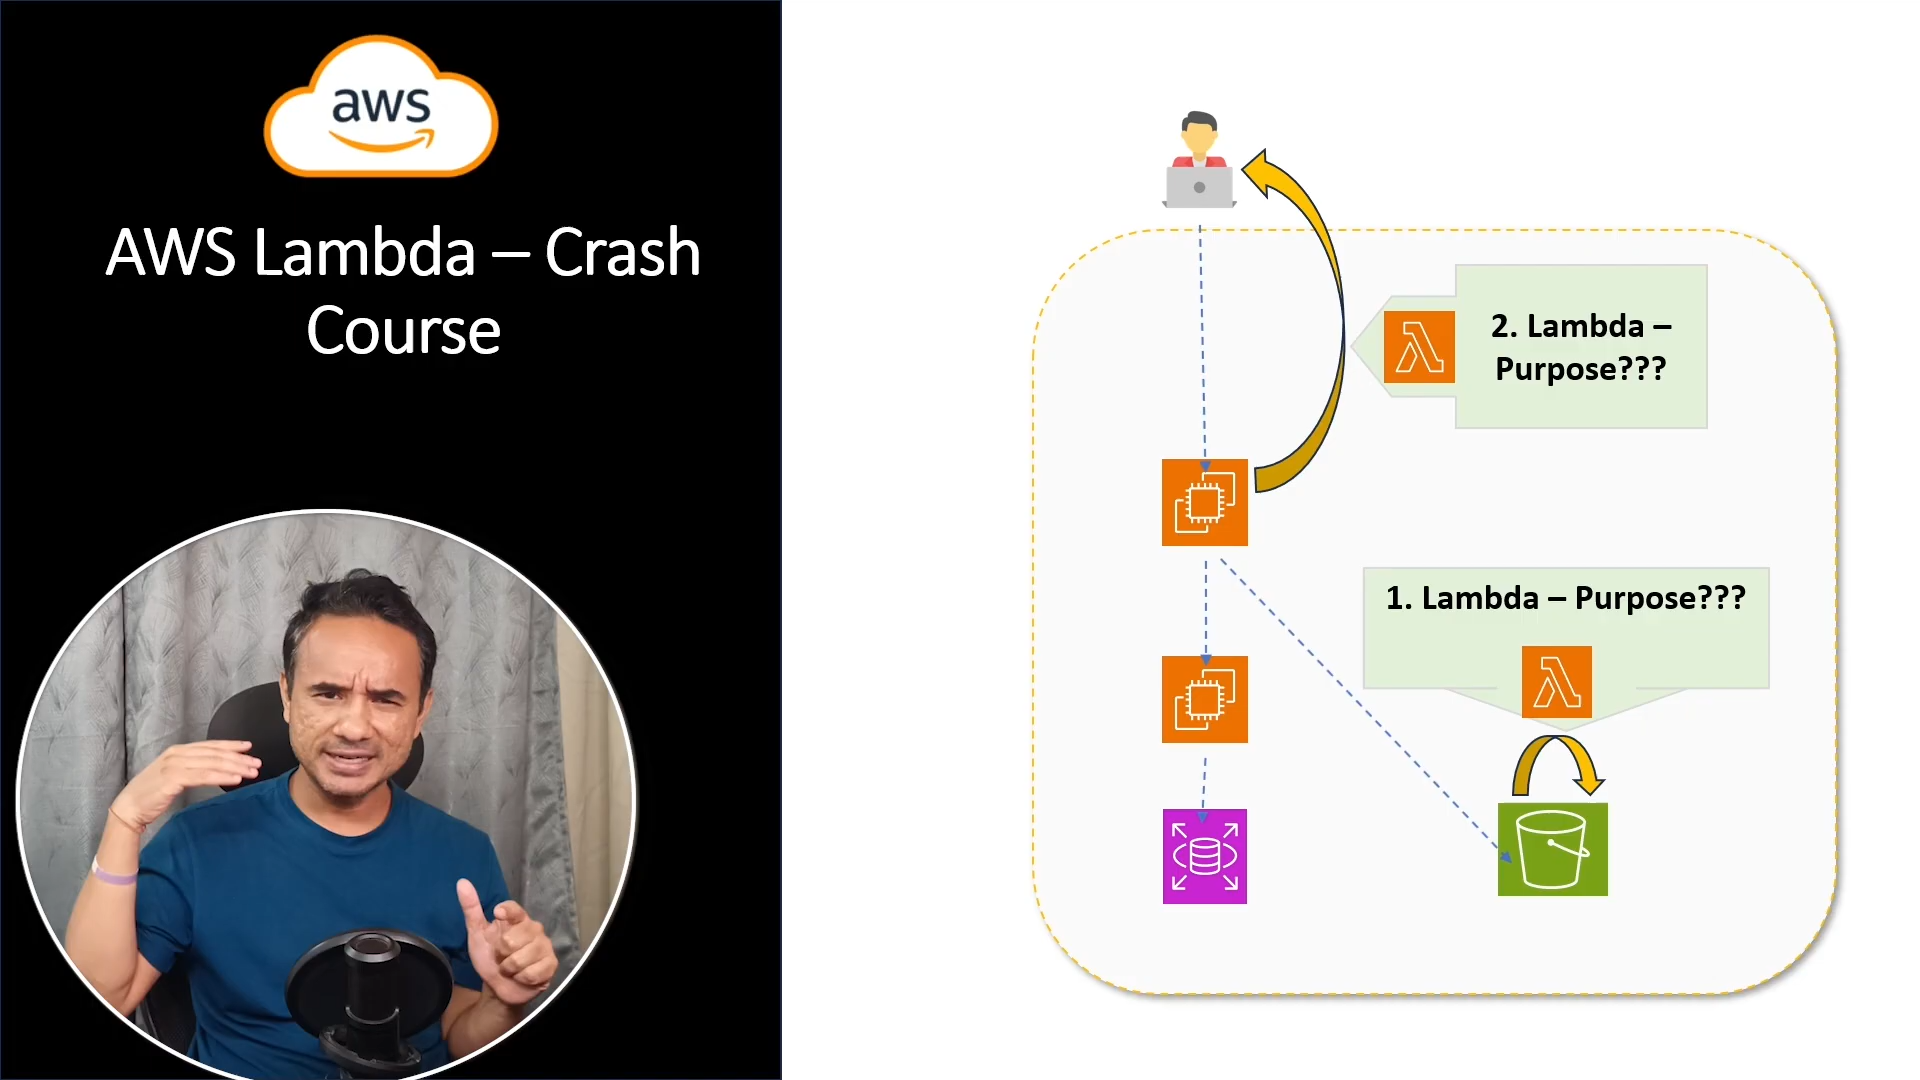 aws
AWS Lambda – Crash
Course
2. Lambda –
Purpose???
1. Lambda – Purpose???